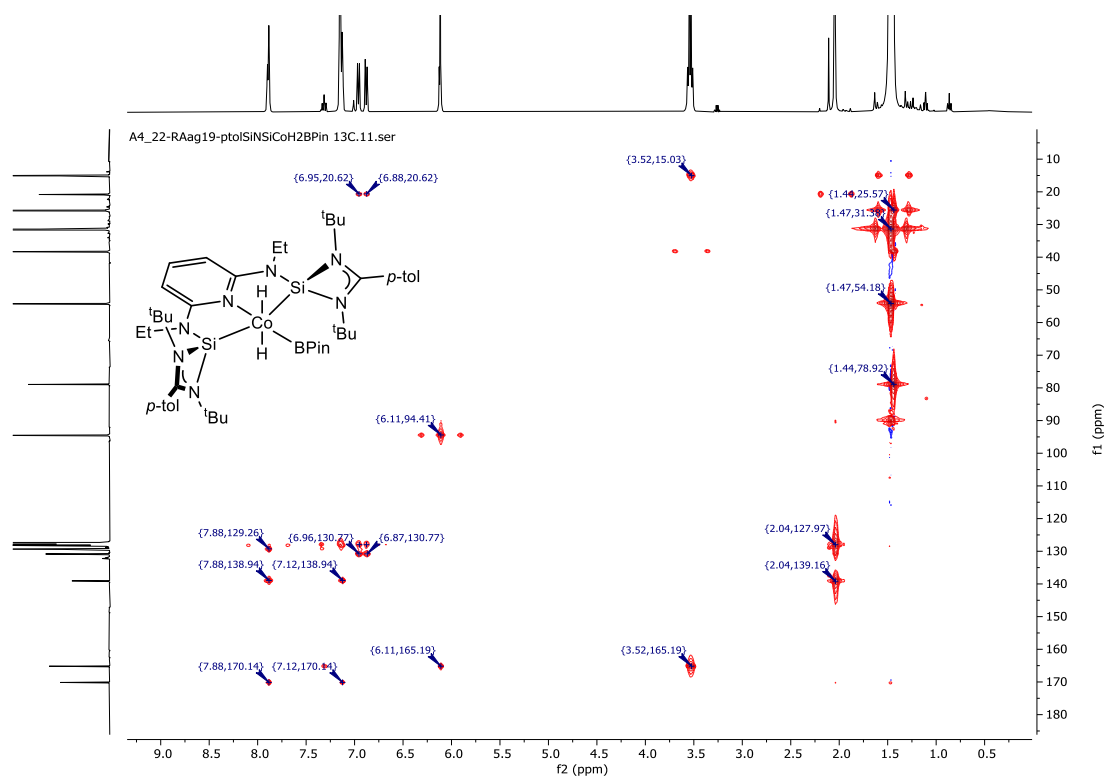 A4_22-RAag19-ptolSiNSiCoH2BPin 13C.11.ser
{3.52,15.03}
{6.95,20.62} {6.88,20.62}
{1.44,25.57}
{1.47,31.38}
{1.47,54.18}
{1.44,78.92}
{6.11,94.41}
{7.88,129.26}
{6.96,130.77} {6.87,130.77}
{2.04,127.97}
{7.88,138.94} {7.12,138.94}
{2.04,139.16}
{6.11,165.19}
{3.52,165.19}
{7.88,170.14} {7.12,170.14}
tBu
Et
N
N
Si
p-tol
H
N
N
tBu
tBu
Co
Et
N
H
BPin
Si
N
N
p-tol
tBu
10
20
30
40
50
60
70
80
90
100
110
120
130
140
150
160
170
180
f1 (ppm)
9.0 8.5 8.0 7.5 7.0 6.5 6.0 5.5 5.0 4.5 4.0 3.5 3.0 2.5 2.0 1.5 1.0 0.5
f2 (ppm)